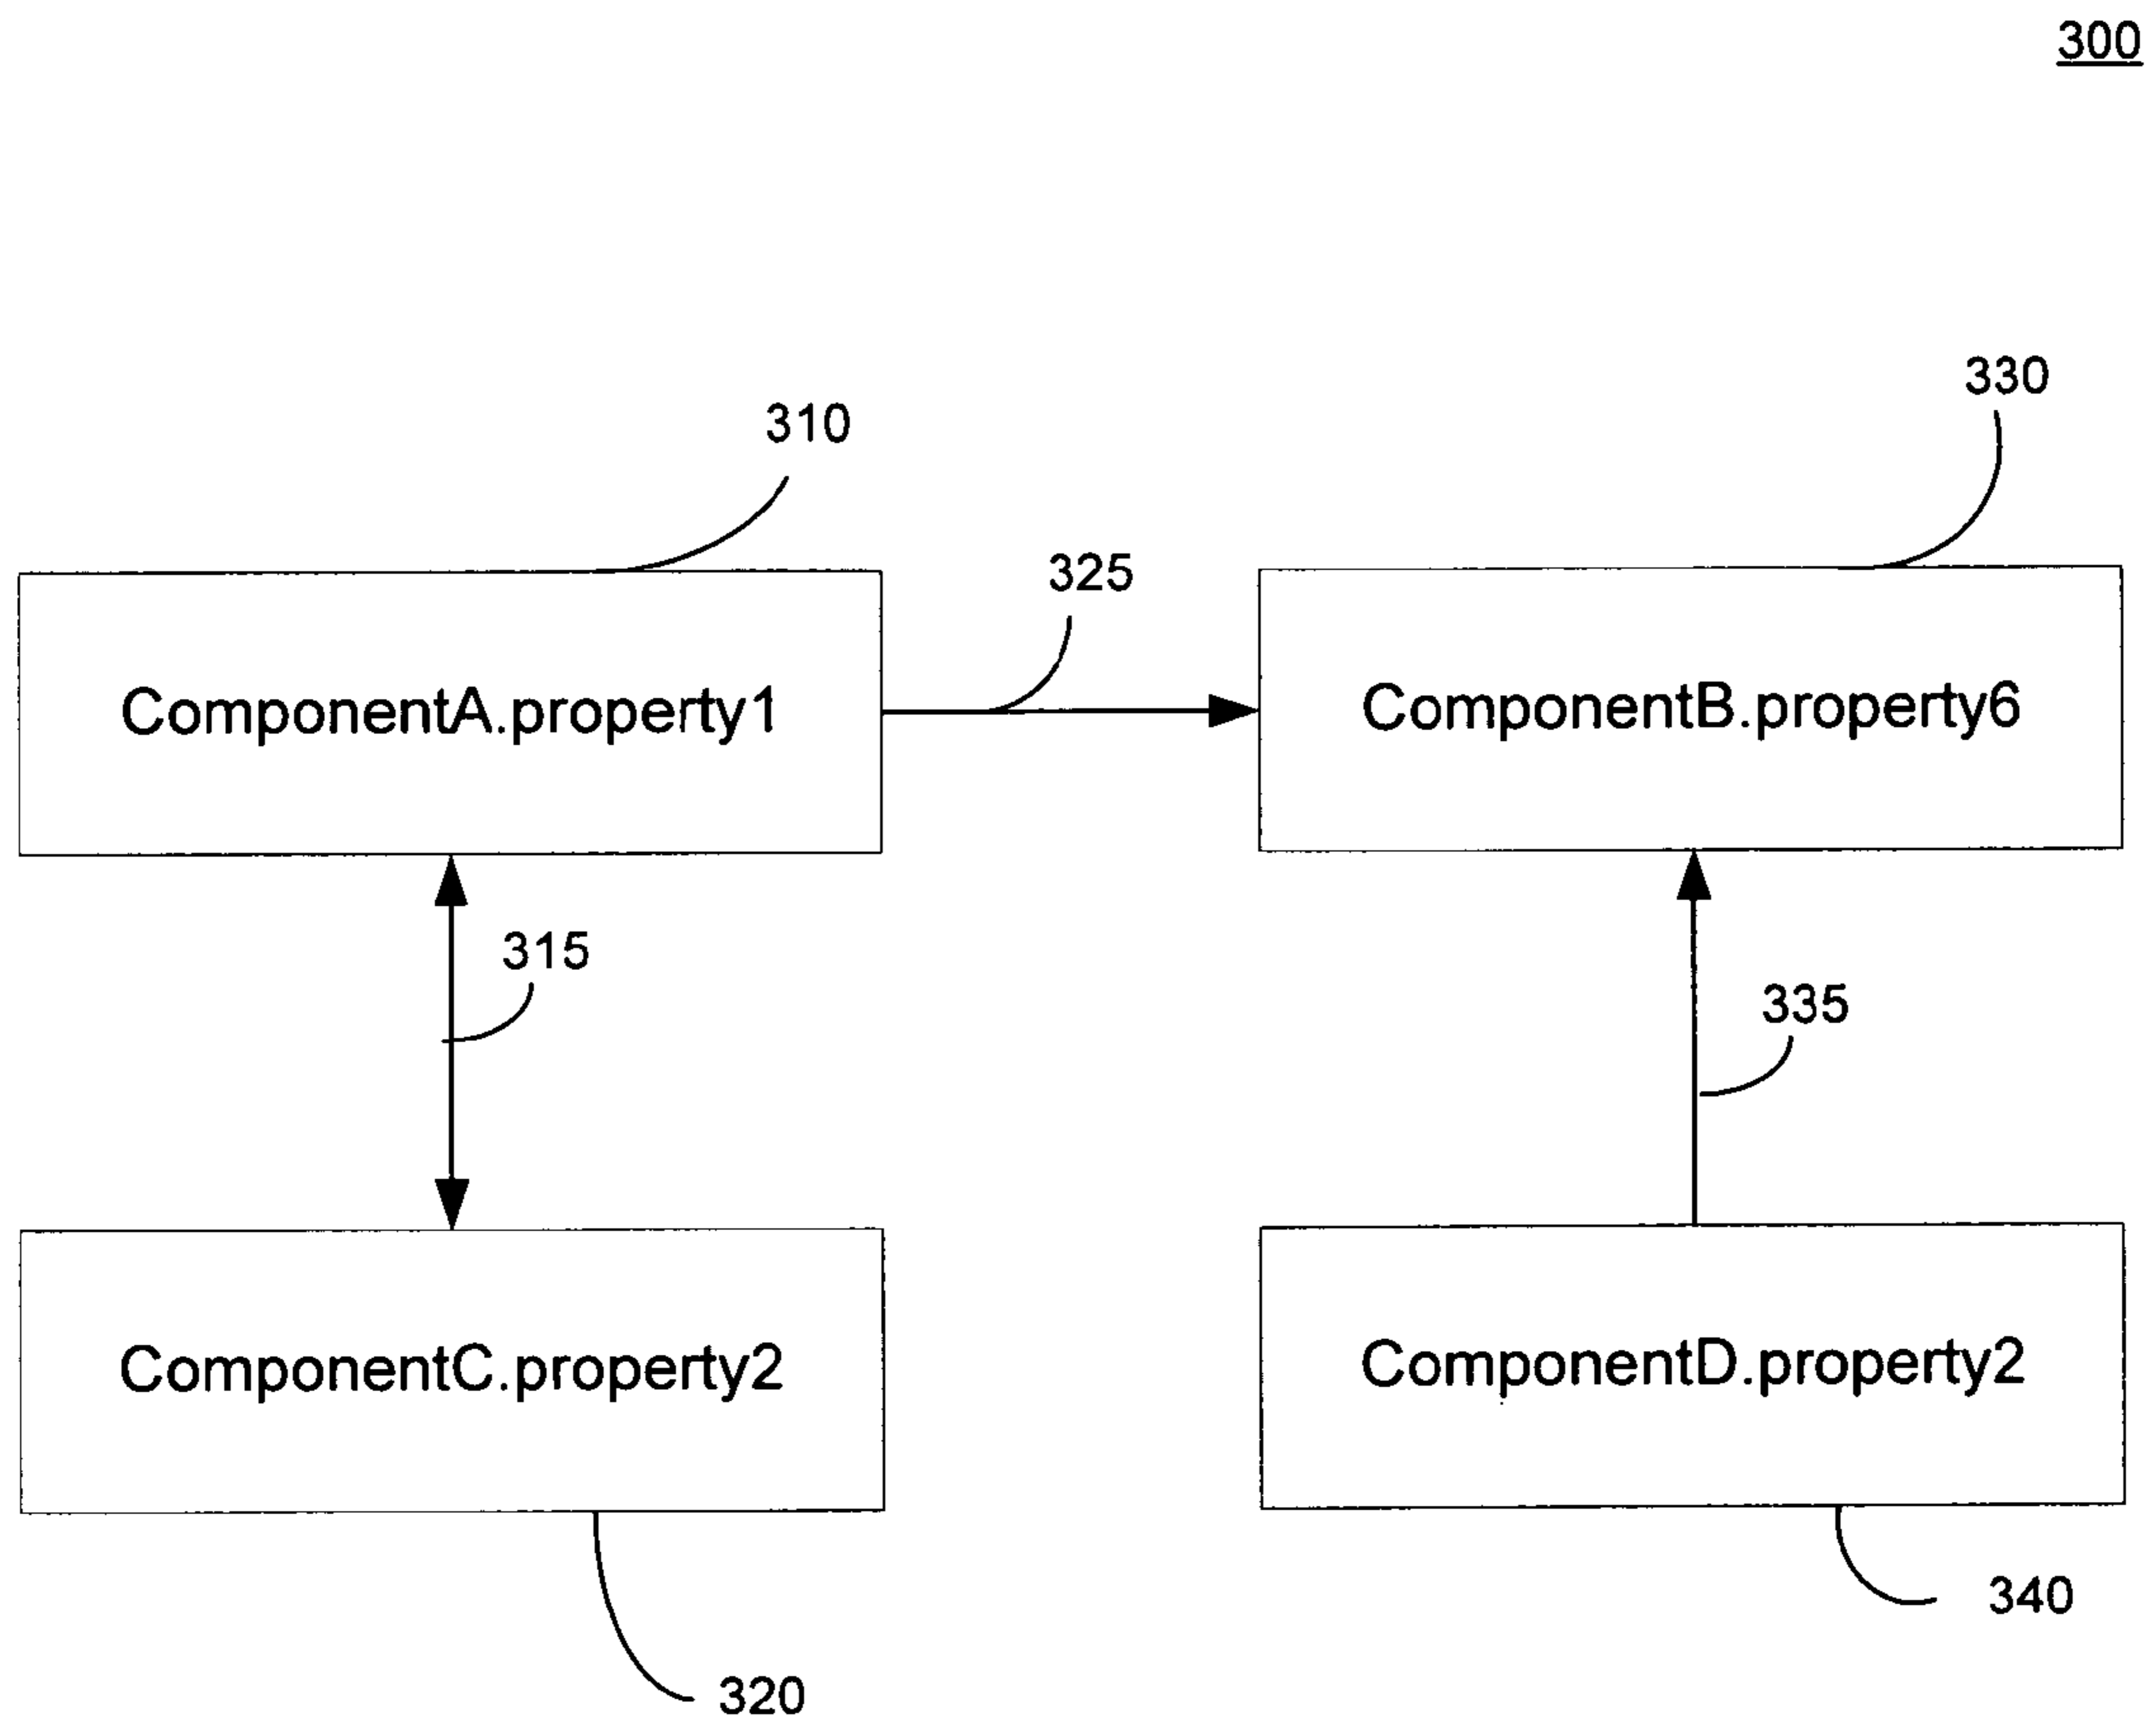 300
330
310
325
ComponentA.property1
ComponentB.property6
315
335
ComponentC.property2
ComponentD.property2
340
320